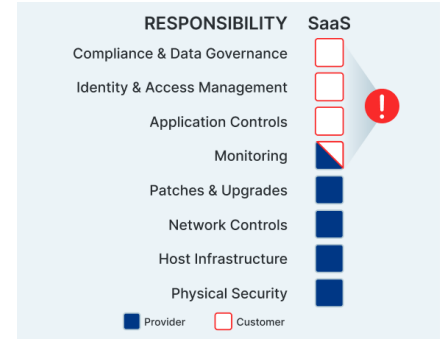 RESPONSIBILITY SaaS
Compliance & Data Governance
Identity & Access Management
Application Controls
!
Monitoring
Patches & Upgrades
Network Controls
Host Infrastructure
Physical Security
Provider Customer